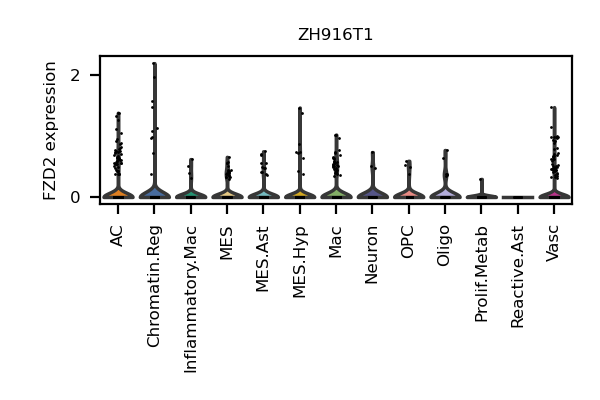 ZH916T1
FZD2 expression
2
0
AC
Chromatin.Reg
Inflammatory.Mac
MES
MES.Ast
MES.Hyp
Mac
Neuron
OPC
Oligo
Prolif.Metab
Reactive.Ast
Vasc